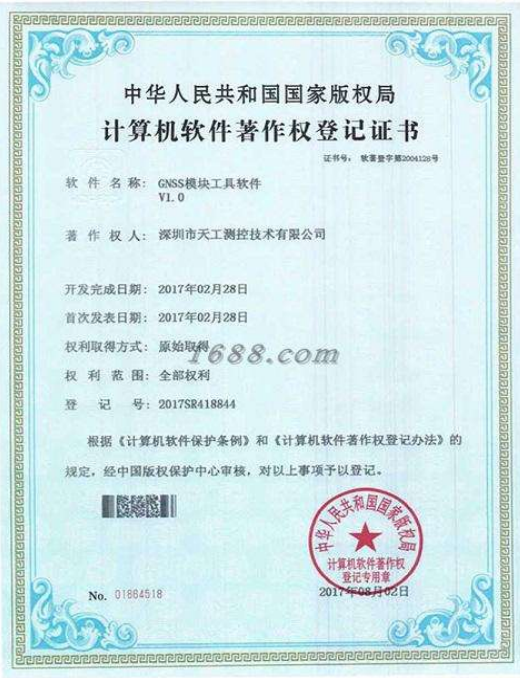 中华人民共和国国家版权局
计算机软件著作权登记证书
证书号： 软著登字第2004128号
软件名称： GNSS模块工具软件
V1.0
著作权人： 深圳市天工测控技术有限公司
开发完成日期： 2017年02月28日
首次发表日期： 2017年02月28日
权利取得方式： 原始取得
1688.com
权利范围： 全部权利
登记号： 2017SR418844
根据《计算机软件保护条例》和《计算机软件著作权登记办法》的
规定，经中国版权保护中心审核，对以上事项予以登记。
中华人民共和国国家版权局
计算机软件著作权
登记专用章
No. 01864518
2017年08月02日